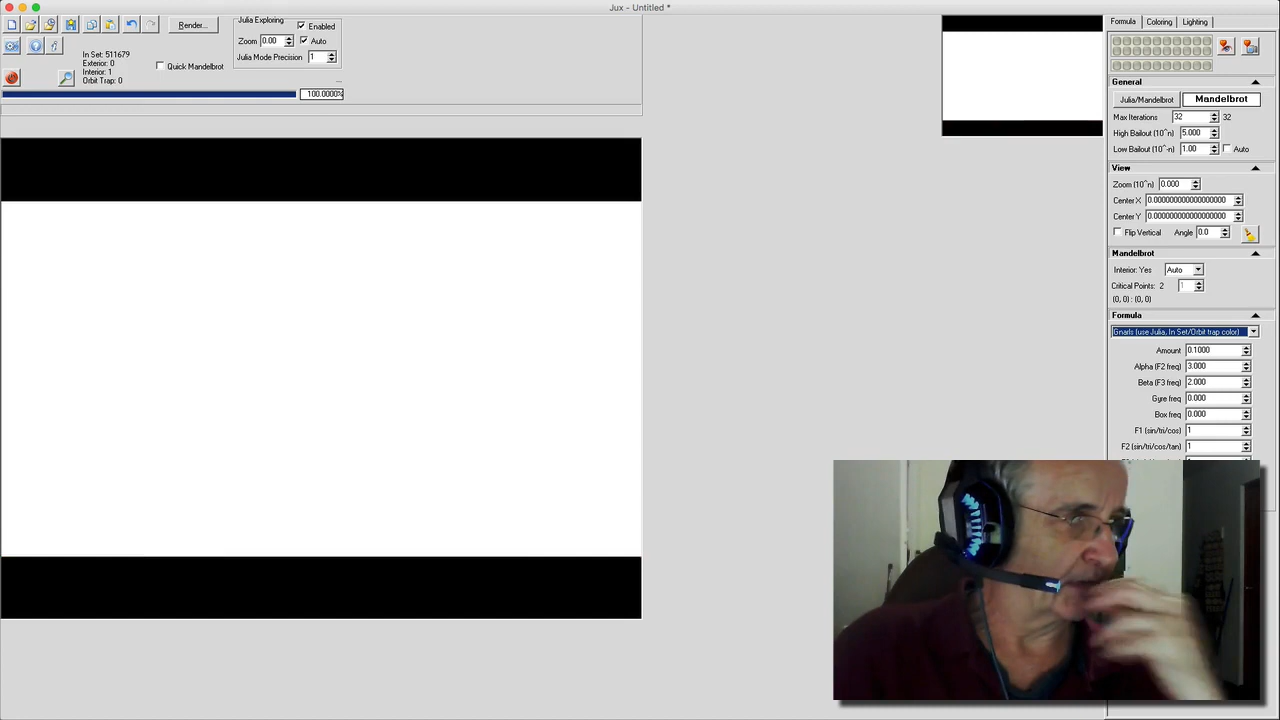 Jux - Untitled *
Render...
In Set: 511679
Exterior: 0
Interior: 1
Orbit Trap: 0
Quick Mandelbrot
Julia Exploring
Enabled
Zoom 0.00 Auto
Julia Mode Precision 1
100.0000%
Formula Coloring Lighting
General
Julia/Mandelbrot Mandelbrot
Max Iterations 32 32
High Bailout (10^n) 5.000
Low Bailout (10^-n) 1.00 Auto
View
Zoom (10^n) 0.000
Center X 0.000000000000000000
Center Y 0.000000000000000000
Flip Vertical Angle 0.0
Mandelbrot
Interior: Yes Auto
Critical Points: 2 1
(0, 0) : (0, 0)
Formula
Gnarls (use Julia, In Set/Orbit trap color)
Amount 0.1000
Alpha (F2 freq) 3.000
Beta (F3 freq) 2.000
Gyre freq 0.000
Box freq 0.000
F1 (sin/tri/cos) 1
F2 (sin/tri/cos/tan) 1